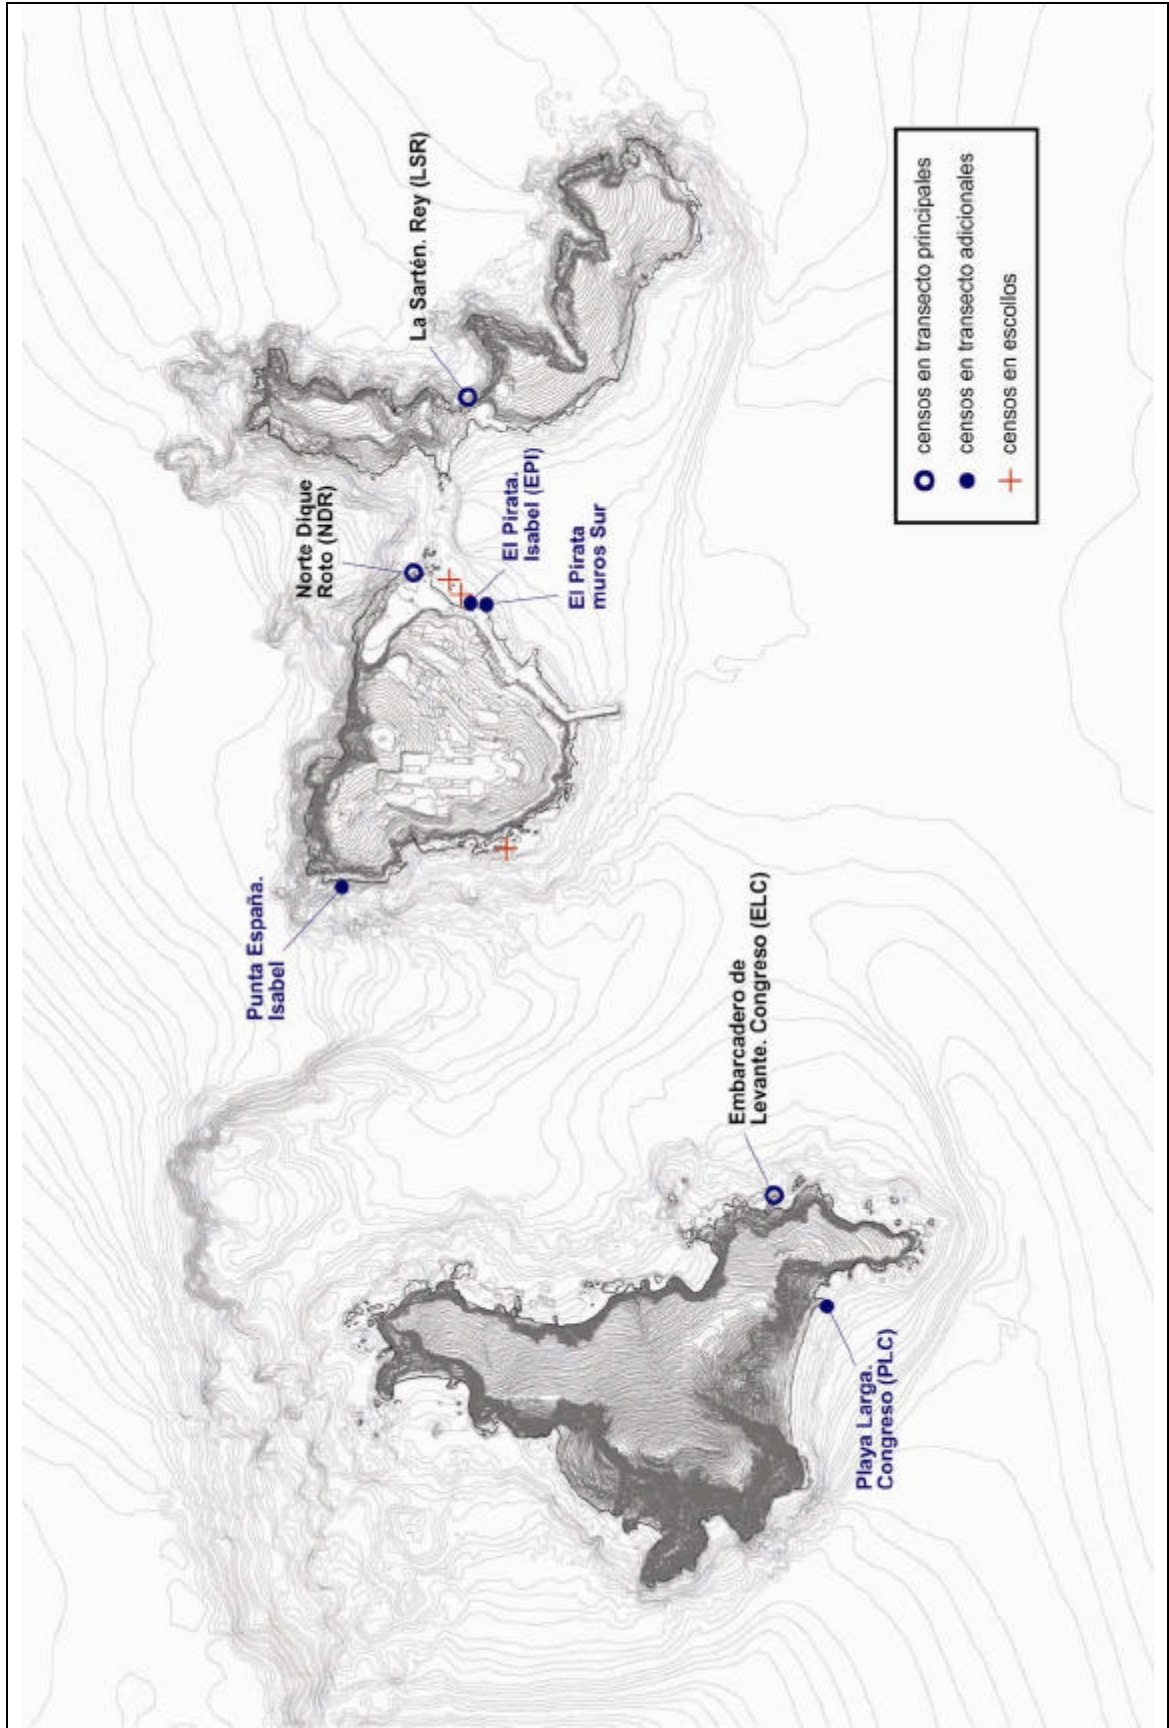 Punta España.
Isabel
Norte Dique
Roto (NDR)
La Sartén. Rey (LSR)
El Pirata.
Isabel (EPI)
El Pirata
muros Sur
Embarcadero de
Levante. Congreso (ELC)
Playa Larga.
Congreso (PLC)
censos en transecto principales
censos en transecto adicionales
censos en escollos